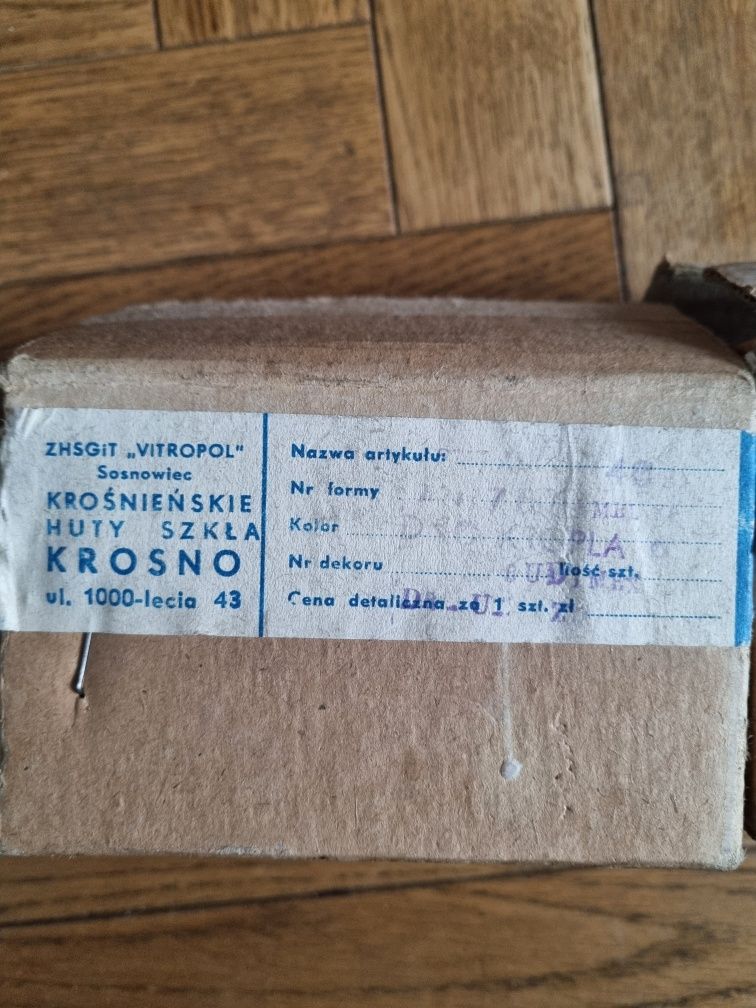 ZHSGiT „VITROPOL"
Sosnowiec
KROŚNIEŃSKIE
HUTY SZKŁA
KROSNO
ul. 1000-lecia 43
Nazwa artykułu:
Nr formy
Kolor
Nr dekoru Ilość szt.
Cena detaliczna za 1 szt. zł